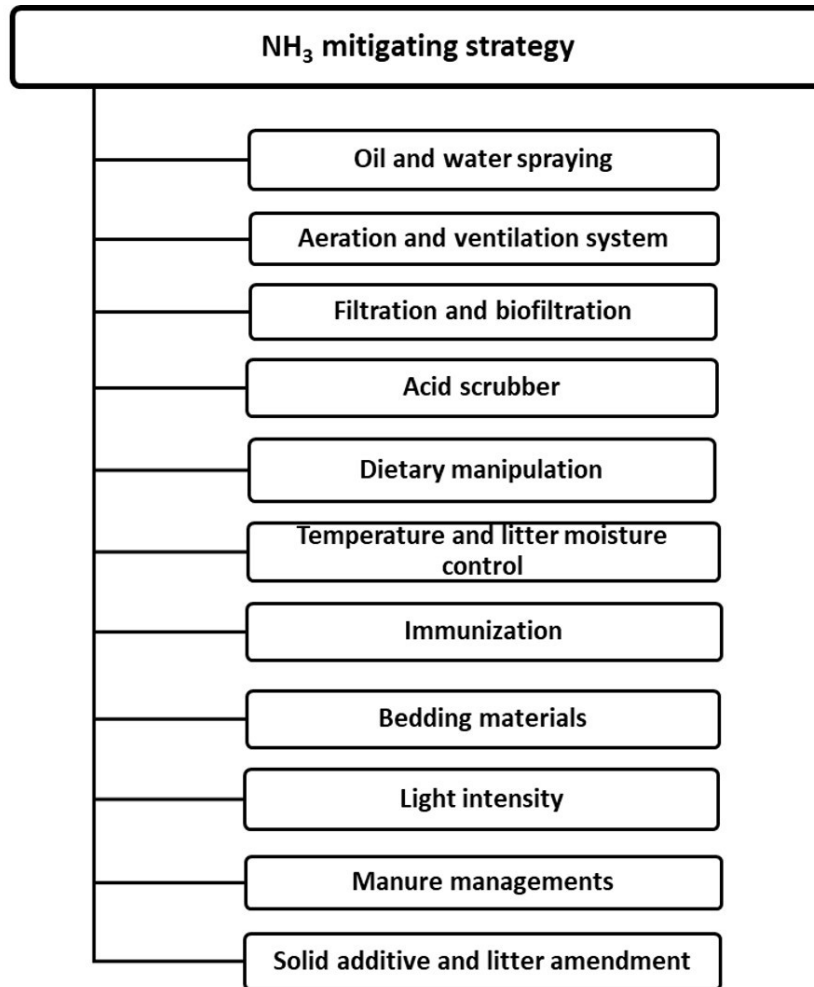 NH₃ mitigating strategy
Oil and water spraying
Aeration and ventilation system
Filtration and biofiltration
Acid scrubber
Dietary manipulation
Temperature and litter moisture
control
Immunization
Bedding materials
Light intensity
Manure managements
Solid additive and litter amendment